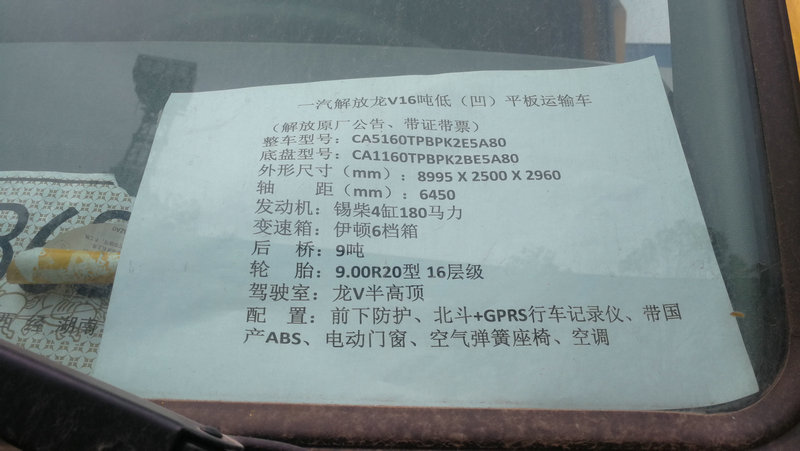 一汽解放龙V16吨低（凹）平板运输车
（解放原厂公告、带证带票）
整车型号：CA5160TPBPK2E5A80
底盘型号：CA1160TPBPK2BE5A80
外形尺寸（mm）：8995 X 2500 X 2960
轴 距（mm）：6450
发动机：锡柴4缸180马力
变速箱：伊顿6档箱
后 桥：9吨
轮 胎：9.00R20型 16层级
驾驶室：龙V半高顶
配 置：前下防护、北斗+GPRS行车记录仪、带国
产ABS、电动门窗、空气弹簧座椅、空调
湖南